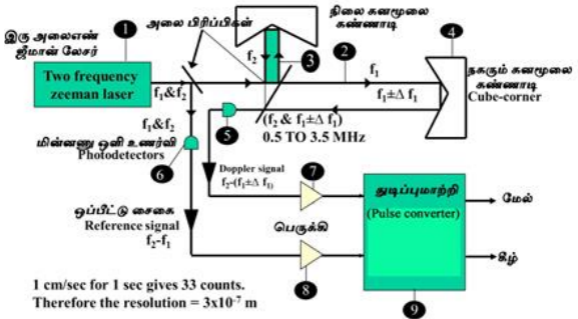 அலை பிரிப்பிகள்
நிலை கனமூலை
கண்ணாடி
இரு அலைஎண்
ஜீமான் லேசர்
1
2
3
4
Two frequency
zeeman laser
f₂
f₁
f₁&f₂
f₁±Δ f₁
நகரும் கனமூலை
கண்ணாடி
Cube-corner
f₁&f₂
5
(f₂ & f₁±Δ f₁)
0.5 TO 3.5 MHz
மின்னணு ஒளி உணர்வி
Photodetectors
6
Doppler signal
f₂-(f₁±Δ f₁)
7
ஒப்பீட்டு சைகை
Reference signal
f₂-f₁
பெருக்கி
8
துடிப்புமாற்றி
(Pulse converter)
மேல்
கீழ்
9
1 cm/sec for 1 sec gives 33 counts.
Therefore the resolution = 3x10⁻⁷ m